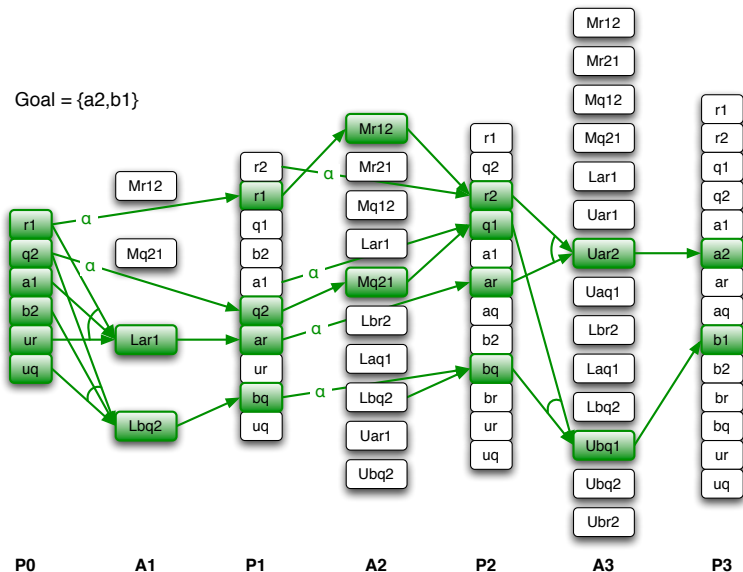 Goal = {a2,b1}
r1
q2
a1
b2
ur
uq
P0
α
α
Mr12
Mq21
Lar1
Lbq2
A1
r2
r1
q1
b2
a1
q2
ar
ur
bq
uq
P1
α
α
α
α
Mr12
Mr21
Mq12
Lar1
Mq21
Lbr2
Laq1
Lbq2
Uar1
Ubq2
A2
r1
q2
r2
q1
a1
ar
aq
b2
bq
br
ur
uq
P2
Mr12
Mr21
Mq12
Mq21
Lar1
Uar1
Uar2
Uaq1
Lbr2
Laq1
Lbq2
Ubq1
Ubq2
Ubr2
A3
r1
r2
q1
q2
a1
a2
ar
aq
b1
b2
br
bq
ur
uq
P3